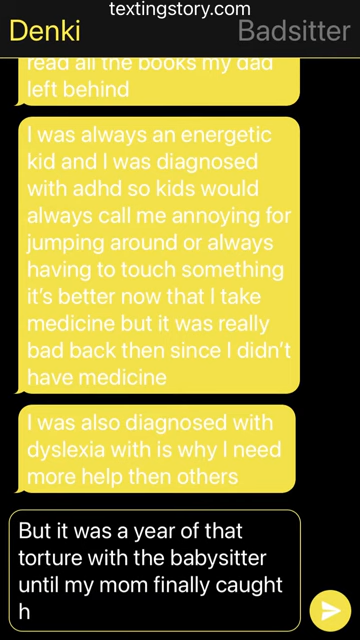 textingstory.com
Denki Badsitter
read all the books my dad
left behind
I was always an energetic
kid and I was diagnosed
with adhd so kids would
always call me annoying for
jumping around or always
having to touch something
it's better now that I take
medicine but it was really
bad back then since I didn't
have medicine
I was also diagnosed with
dyslexia with is why I need
more help then others
But it was a year of that
torture with the babysitter
until my mom finally caught
h